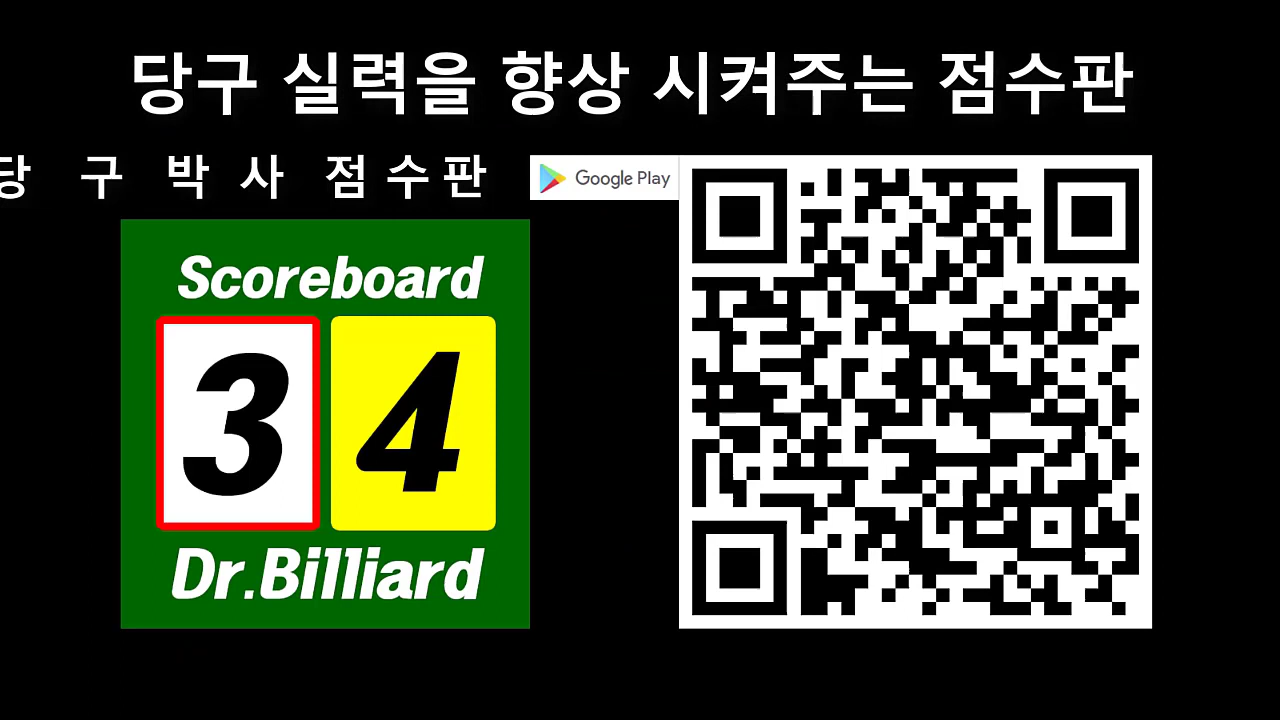 당구 실력을 향상 시켜주는 점수판
당 구 박 사 점 수 판
Google Play
Scoreboard
3 4
Dr.Billiard